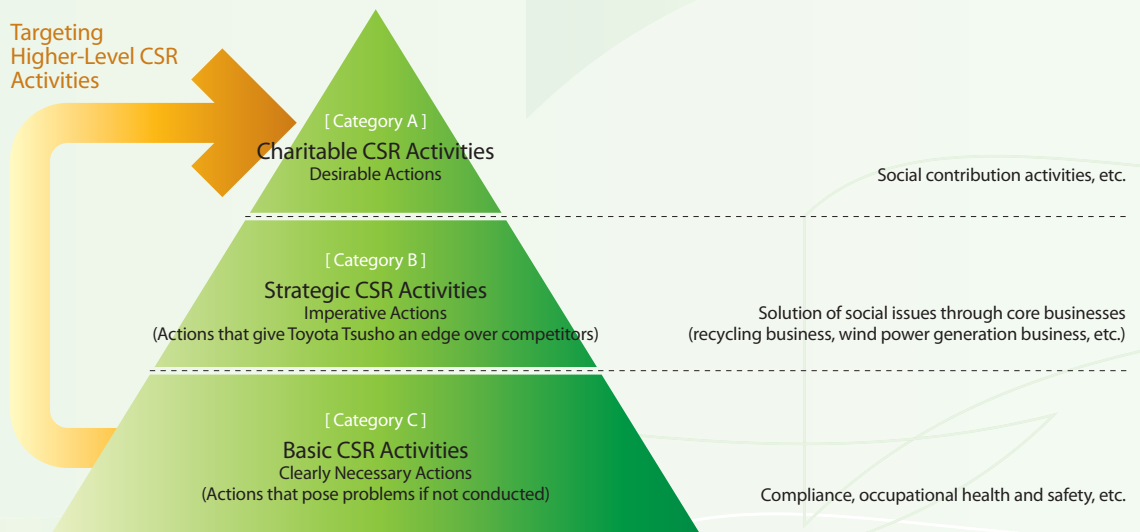 Targeting
Higher-Level CSR
Activities
[ Category A ]
Charitable CSR Activities
Desirable Actions
Social contribution activities, etc.
[ Category B ]
Strategic CSR Activities
Imperative Actions
(Actions that give Toyota Tsusho an edge over competitors)
Solution of social issues through core businesses
(recycling business, wind power generation business, etc.)
[ Category C ]
Basic CSR Activities
Clearly Necessary Actions
(Actions that pose problems if not conducted)
Compliance, occupational health and safety, etc.